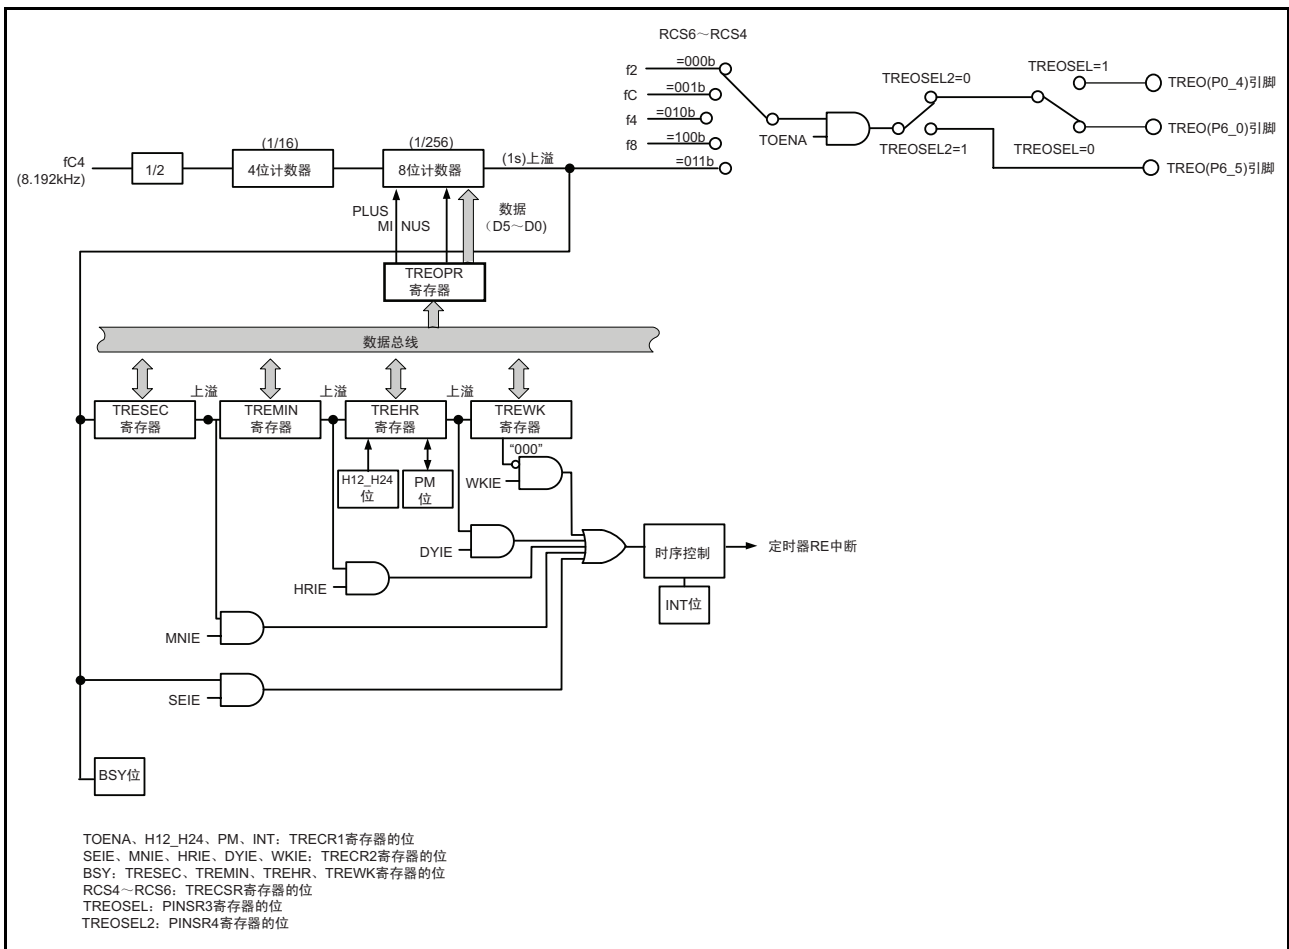 RCS6～RCS4
f2
=000b
fC
=001b
f4
=010b
f8
=100b
=011b
TOENA
TREOSEL2=0
TREOSEL2=1
TREOSEL=1
TREOSEL=0
TREO(P0_4)引脚
TREO(P6_0)引脚
TREO(P6_5)引脚
fC4
(8.192kHz)
1/2
(1/16)
4位计数器
(1/256)
8位计数器
(1s)上溢
PLUS
MINUS
数据
（D5～D0)
TREOPR
寄存器
数据总线
上溢
上溢
上溢
TRESEC
寄存器
TREMIN
寄存器
TREHR
寄存器
TREWK
寄存器
H12_H24
位
PM
位
“000”
WKIE
DYIE
HRIE
MNIE
SEIE
时序控制
定时器RE中断
INT位
BSY位
TOENA、H12_H24、PM、INT：TRECR1寄存器的位
SEIE、MNIE、HRIE、DYIE、WKIE：TRECR2寄存器的位
BSY：TRESEC、TREMIN、TREHR、TREWK寄存器的位
RCS4～RCS6：TRECSR寄存器的位
TREOSEL：PINSR3寄存器的位
TREOSEL2：PINSR4寄存器的位